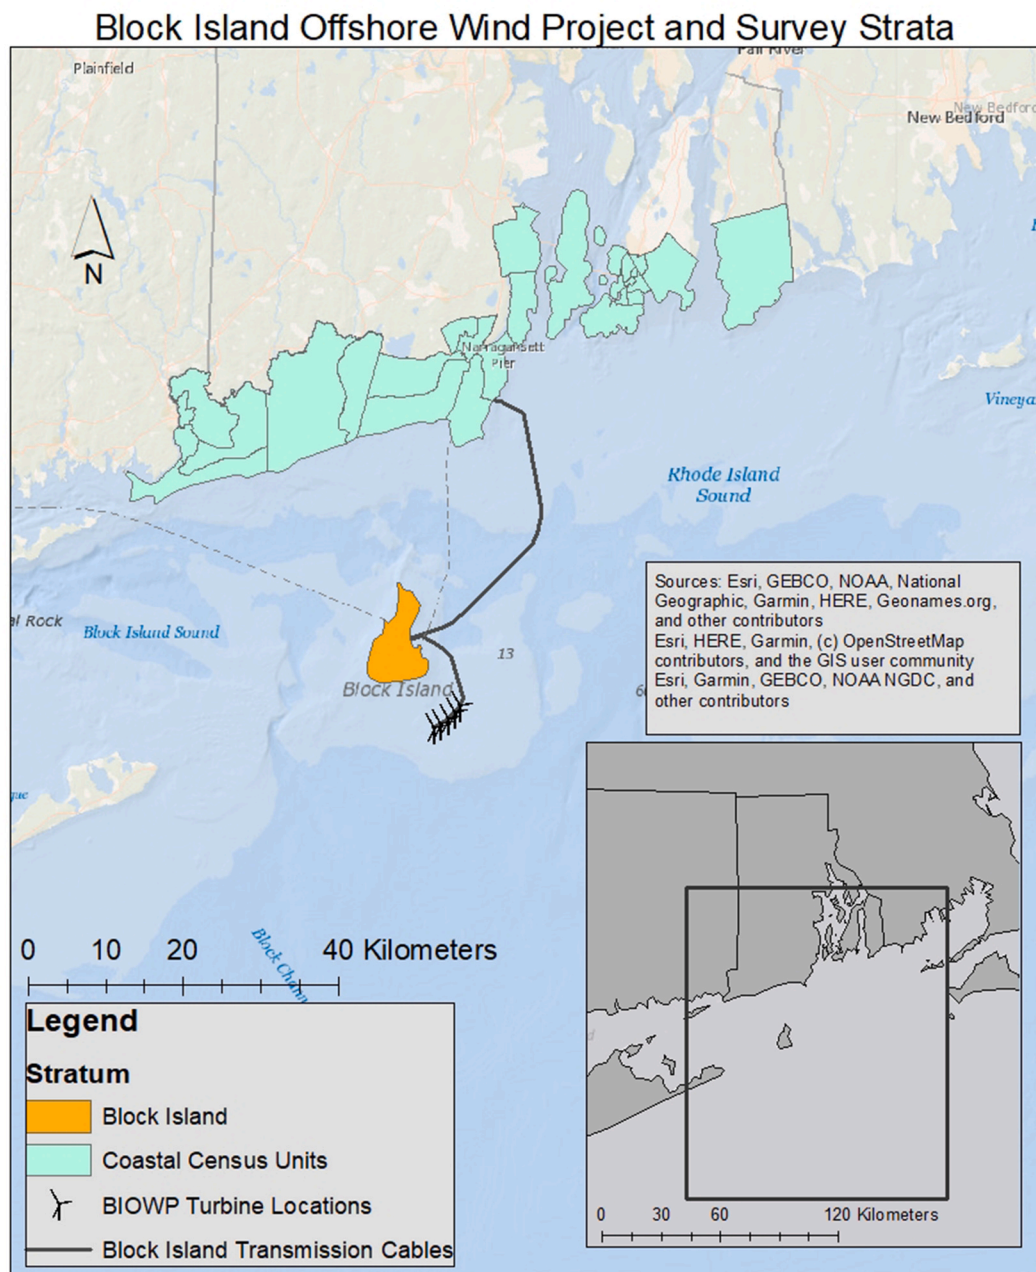 Block Island Offshore Wind Project and Survey Strata
Fall River
Plainfield
New Bedford
New Bedford
N
Narragansett
Pier
Vineya
Rhode Island
Sound
Sources: Esri, GEBCO, NOAA, National
Geographic, Garmin, HERE, Geonames.org,
and other contributors
Esri, HERE, Garmin, (c) OpenStreetMap
contributors, and the GIS user community
Esri, Garmin, GEBCO, NOAA NGDC, and
other contributors
al Rock
Block Island Sound
13
Block Island
que
0 10 20 40 Kilometers
Block Chann
Legend
Stratum
Block Island
Coastal Census Units
BIOWP Turbine Locations
Block Island Transmission Cables
0 30 60 120 Kilometers